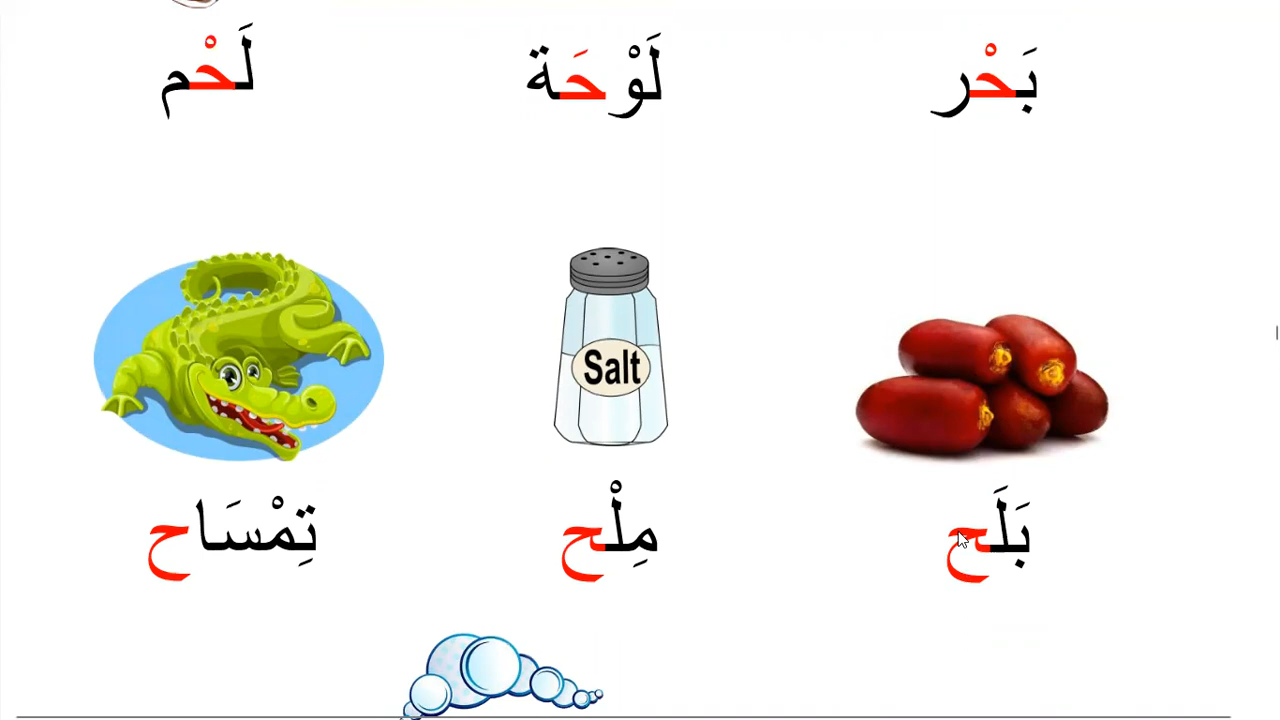 بَحْر لَوْحَة لَحْم
Salt
بَلَح مِلْح تِمْسَاح